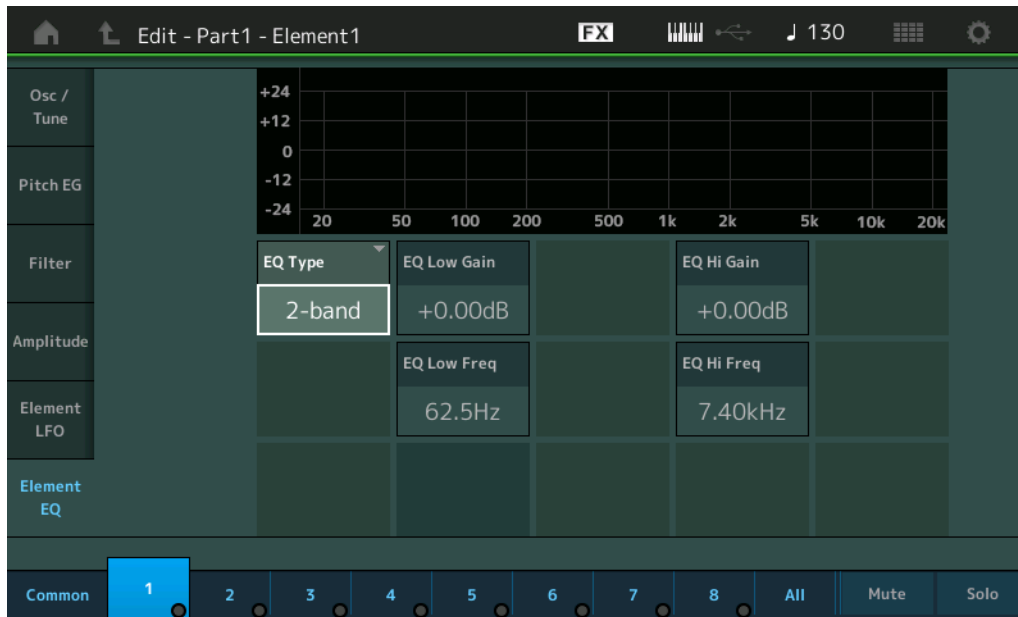 Edit - Part1 - Element1 FX ♩ 130
Osc /
Tune
Pitch EG
Filter
Amplitude
Element
LFO
Element
EQ
+24
+12
0
-12
-24
20 50 100 200 500 1k 2k 5k 10k 20k
EQ Type EQ Low Gain EQ Hi Gain
2-band +0.00dB +0.00dB
EQ Low Freq EQ Hi Freq
62.5Hz 7.40kHz
Common 1 2 3 4 5 6 7 8 All Mute Solo